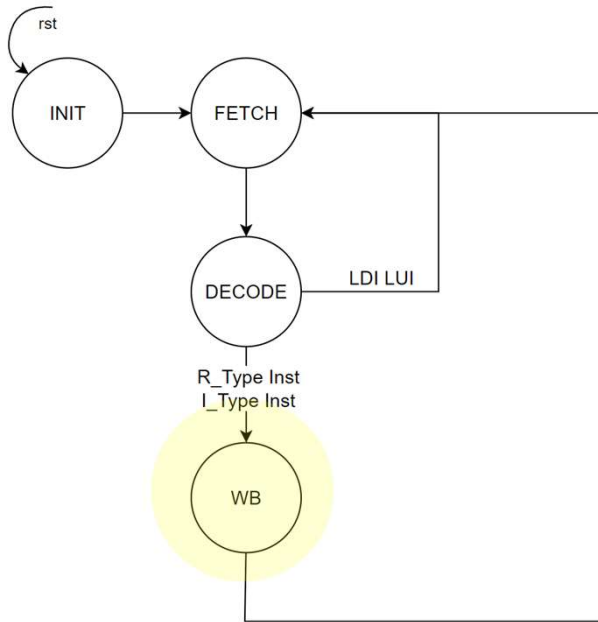 rst
INIT
FETCH
DECODE
LDI LUI
R_Type Inst
I_Type Inst
WB